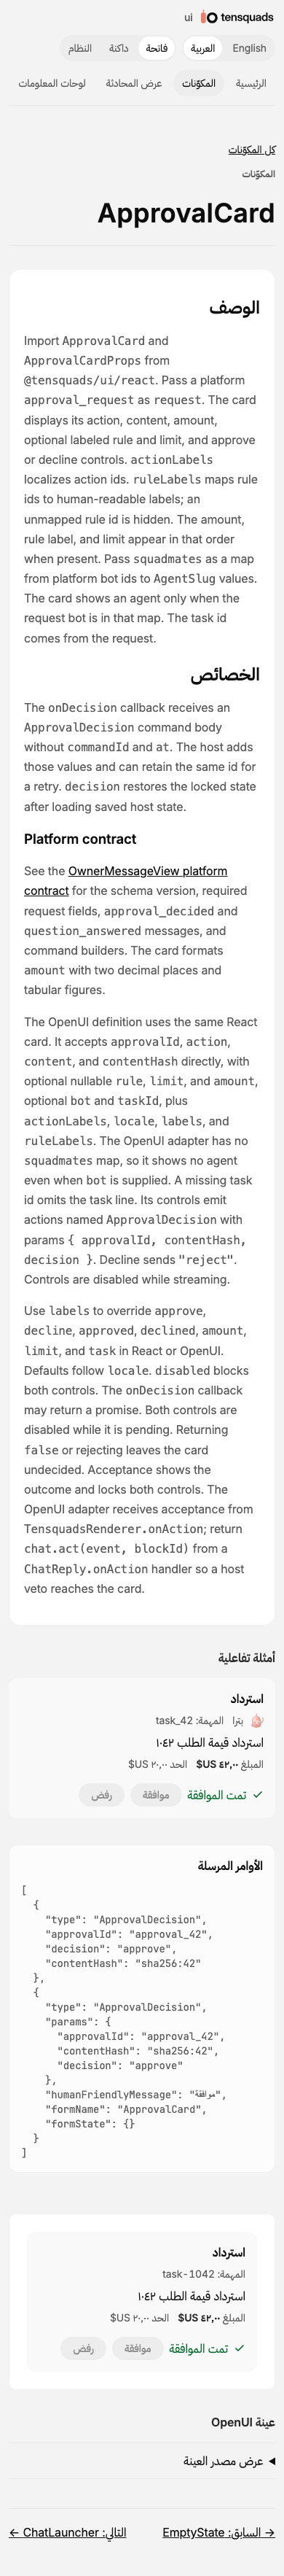 tensquads ui
English العربية فاتحة داكنة النظام
الرئيسية المكوّنات عرض المحادثة لوحات المعلومات
كل المكوّنات
المكوّنات
ApprovalCard
الوصف
Import ApprovalCard and
ApprovalCardProps from
@tensquads/ui/react. Pass a platform
approval_request as request. The card
displays its action, content, amount,
optional labeled rule and limit, and approve
or decline controls. actionLabels
localizes action ids. ruleLabels maps rule
ids to human-readable labels; an
unmapped rule id is hidden. The amount,
rule label, and limit appear in that order
when present. Pass squadmates as a map
from platform bot ids to AgentSlug values.
The card shows an agent only when the
request bot is in that map. The task id
comes from the request.
الخصائص
The onDecision callback receives an
ApprovalDecision command body
without commandId and at. The host adds
those values and can retain the same id for
a retry. decision restores the locked state
after loading saved host state.
Platform contract
See the OwnerMessageView platform
contract for the schema version, required
request fields, approval_decided and
question_answered messages, and
command builders. The card formats
amount with two decimal places and
tabular figures.
The OpenUI definition uses the same React
card. It accepts approvalId, action,
content, and contentHash directly, with
optional nullable rule, limit, and amount,
optional bot and taskId, plus
actionLabels, locale, labels, and
ruleLabels. The OpenUI adapter has no
squadmates map, so it shows no agent
even when bot is supplied. A missing task
id omits the task line. Its controls emit
actions named ApprovalDecision with
params { approvalId, contentHash,
decision }. Decline sends "reject".
Controls are disabled while streaming.
Use labels to override approve,
decline, approved, declined, amount,
limit, and task in React or OpenUI.
Defaults follow locale. disabled blocks
both controls. The onDecision callback
may return a promise. Both controls are
disabled while it is pending. Returning
false or rejecting leaves the card
undecided. Acceptance shows the
outcome and locks both controls. The
OpenUI adapter receives acceptance from
TensquadsRenderer.onAction; return
chat.act(event, blockId) from a
ChatReply.onAction handler so a host
veto reaches the card.
أمثلة تفاعلية
استرداد
بترا المهمة: task_42
استرداد قيمة الطلب ١٠٤٢
المبلغ ٤٢٫٠٠ US$ الحد ٢٠٫٠٠ US$
تمت الموافقة موافقة رفض
الأوامر المرسلة
[
{
"type": "ApprovalDecision",
"approvalId": "approval_42",
"decision": "approve",
"contentHash": "sha256:42"
},
{
"type": "ApprovalDecision",
"params": {
"approvalId": "approval_42",
"contentHash": "sha256:42",
"decision": "approve"
},
"humanFriendlyMessage": "موافقة",
"formName": "ApprovalCard",
"formState": {}
}
]
استرداد
المهمة: task-1042
استرداد قيمة الطلب ١٠٤٢
المبلغ ٤٢٫٠٠ US$ الحد ٢٠٫٠٠ US$
تمت الموافقة موافقة رفض
عينة OpenUI
عرض مصدر العينة
→ السابق: EmptyState التالي: ChatLauncher ←